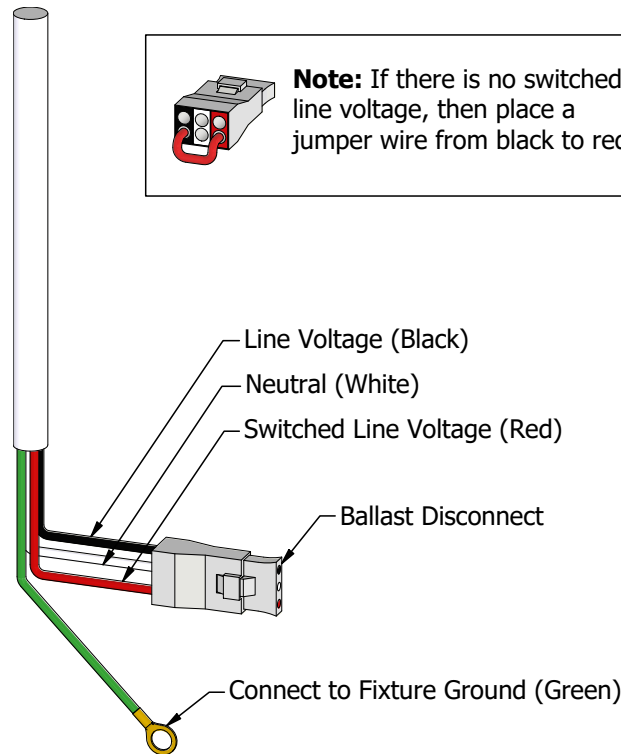 Note: If there is no switched
line voltage, then place a
jumper wire from black to red
Line Voltage (Black)
Neutral (White)
Switched Line Voltage (Red)
Ballast Disconnect
Connect to Fixture Ground (Green)